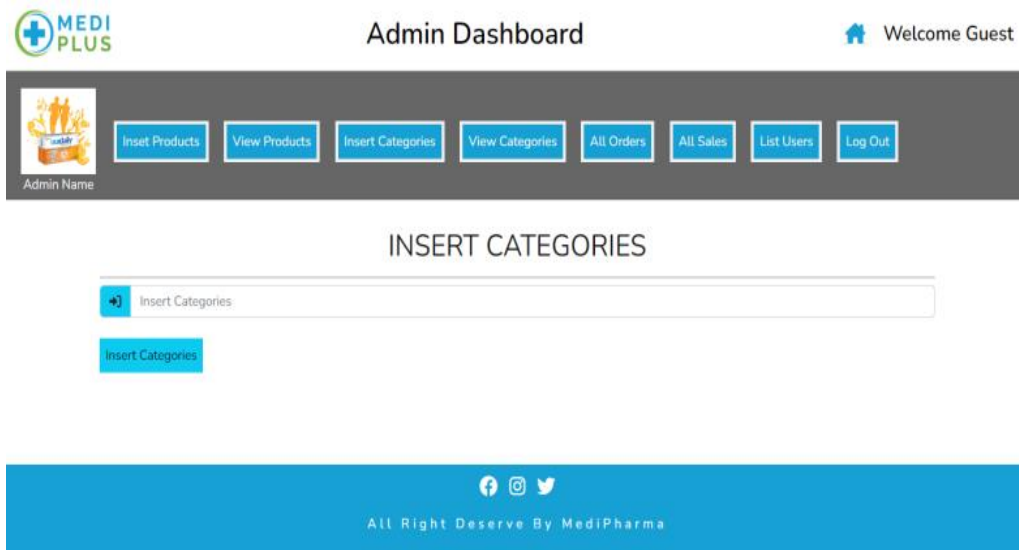 MEDI
PLUS
Admin Dashboard
Welcome Guest
Inset Products
View Products
Insert Categories
View Categories
All Orders
All Sales
List Users
Log Out
Admin Name
INSERT CATEGORIES
Insert Categories
Insert Categories
All Right Deserve By MediPharma